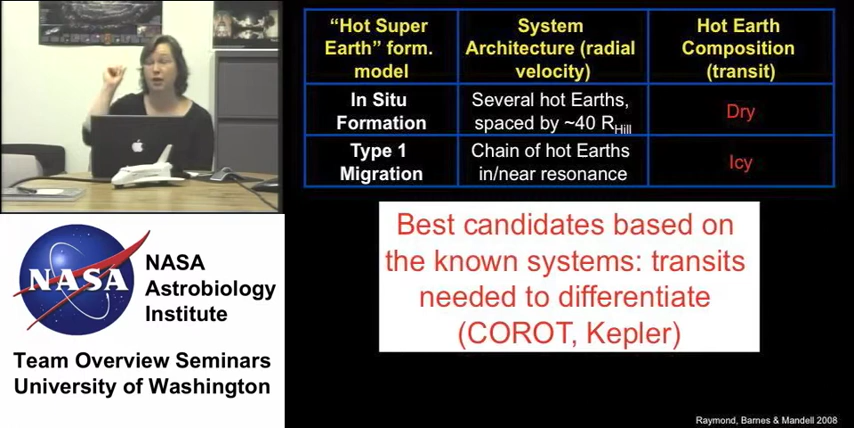 "Hot Super
Earth" form.
model
System
Architecture (radial
velocity)
Hot Earth
Composition
(transit)
In Situ
Formation
Several hot Earths,
spaced by ~40 RHill
Dry
Type 1
Migration
Chain of hot Earths
in/near resonance
Icy
Best candidates based on
the known systems: transits
needed to differentiate
(COROT, Kepler)
NASA
NASA
Astrobiology
Institute
Team Overview Seminars
University of Washington
Raymond, Barnes & Mandell 2008